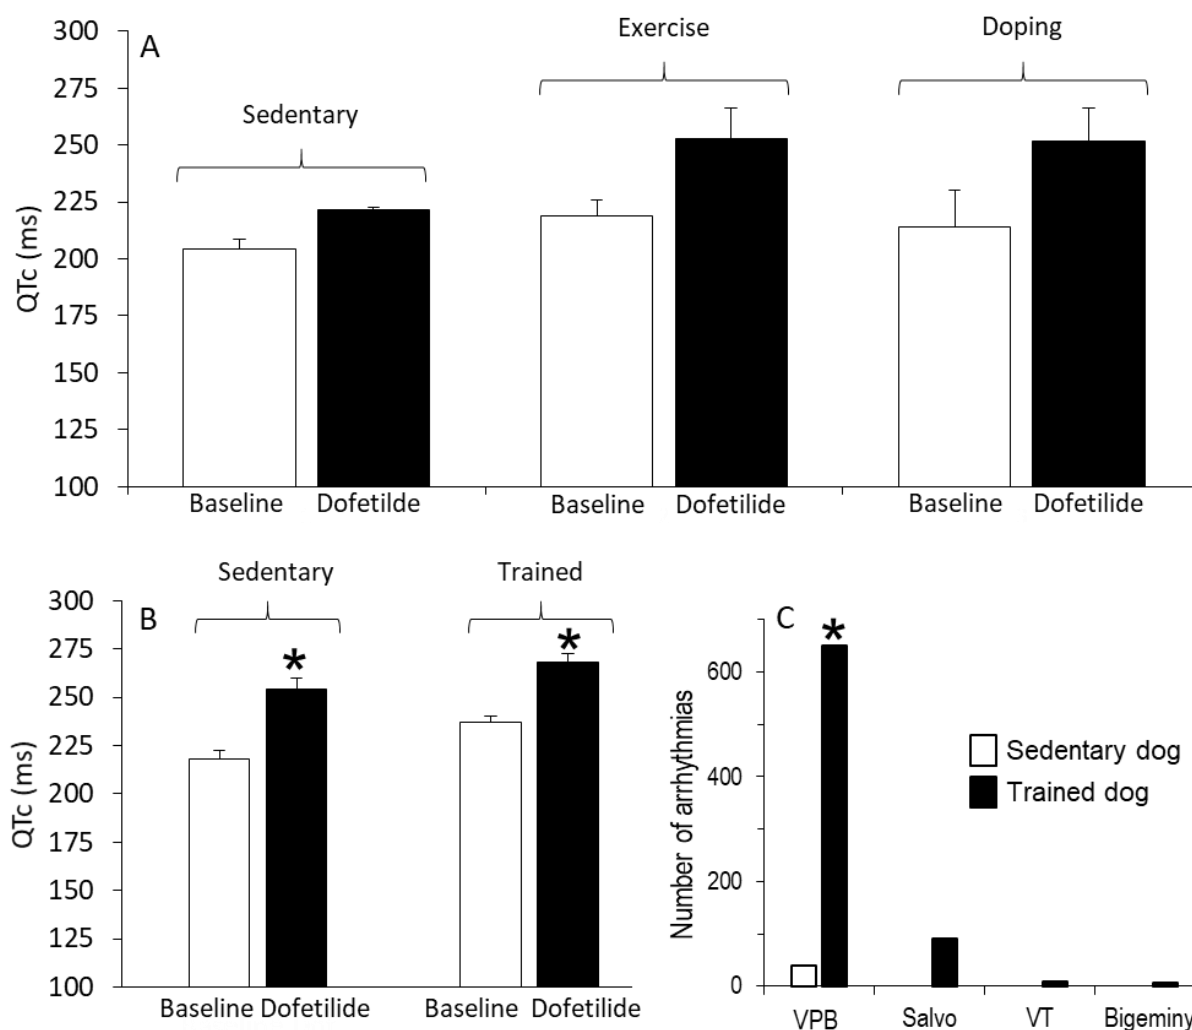 A
Sedentary
Exercise
Doping
QTc (ms)
300
275
250
225
200
175
150
125
100
Baseline Dofetilde
Baseline Dofetilide
Baseline Dofetilide
B
Sedentary
Trained
*
*
QTc (ms)
300
275
250
225
200
175
150
125
100
Baseline Dofetilide
Baseline Dofetilide
C
*
Number of arrhythmias
600
400
200
0
Sedentary dog
Trained dog
VPB
Salvo
VT
Bigeminy